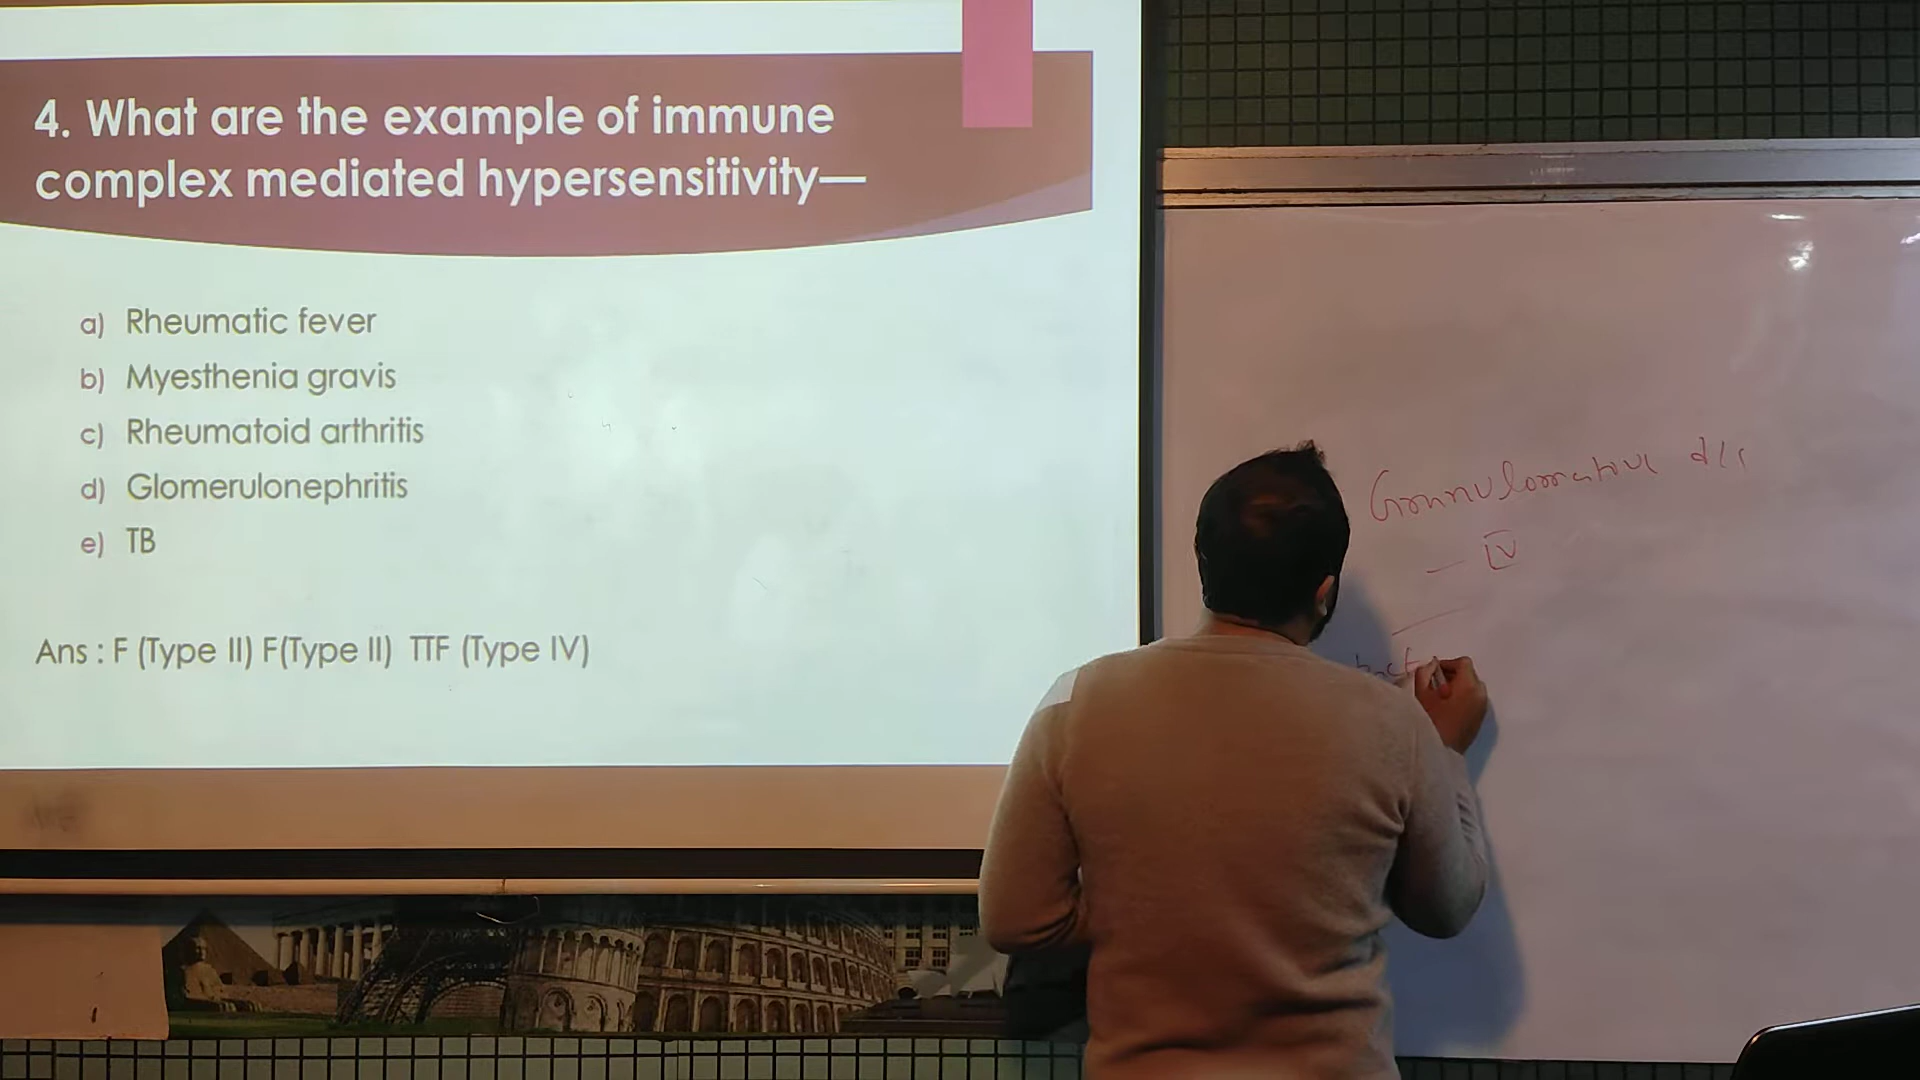 4. What are the example of immune
complex mediated hypersensitivity—
a) Rheumatic fever
b) Myesthenia gravis
c) Rheumatoid arthritis
d) Glomerulonephritis
e) TB
Ans : F (Type II) F(Type II) TTF (Type IV)
— IV